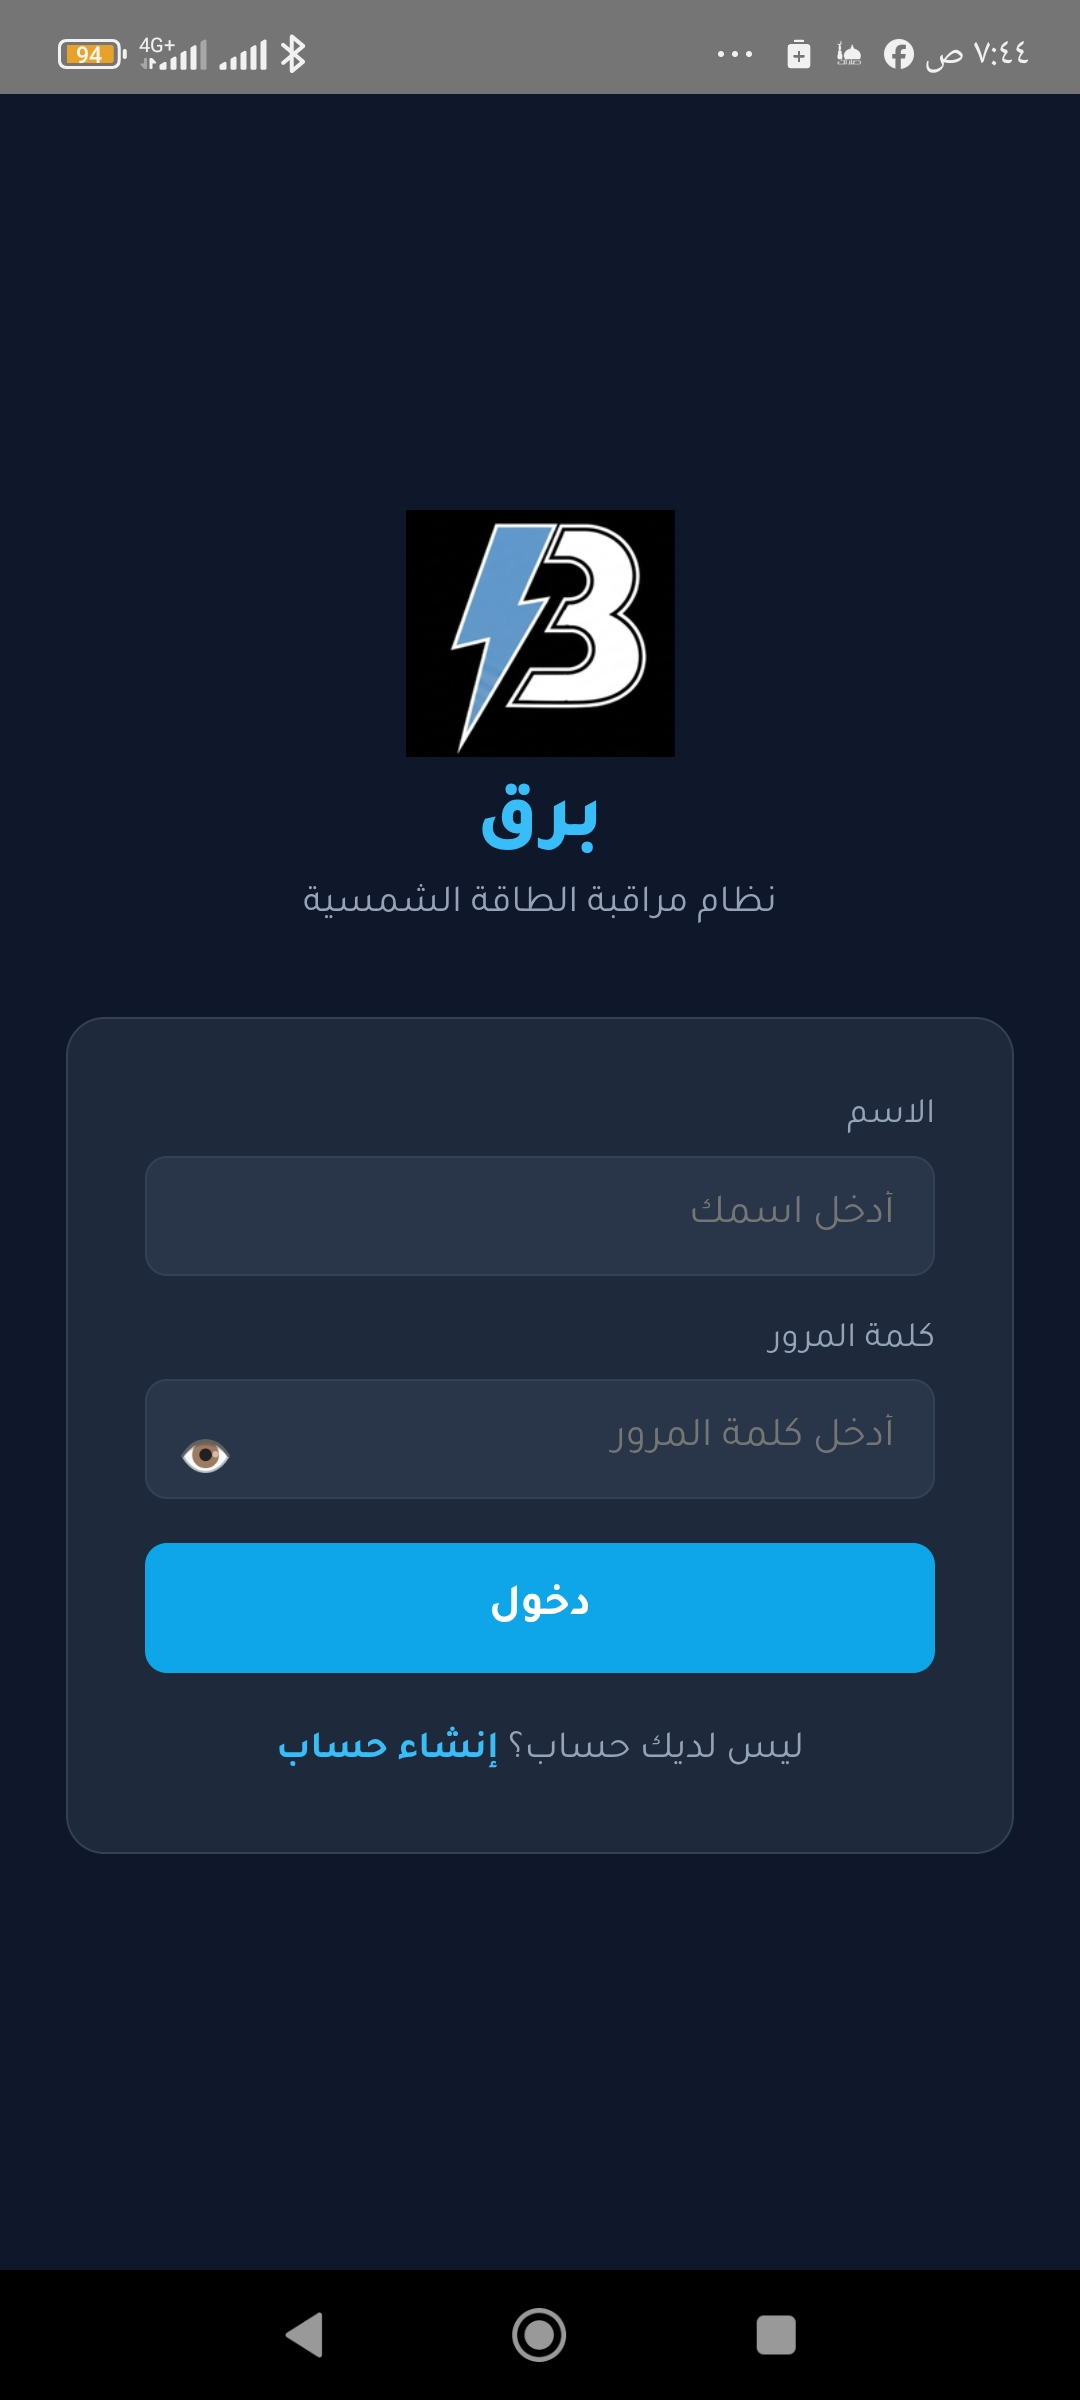 ٧:٤٤ ص
4G+
94
B
برق
نظام مراقبة الطاقة الشمسية
الاسم
أدخل اسمك
كلمة المرور
أدخل كلمة المرور
دخول
ليس لديك حساب؟ إنشاء حساب